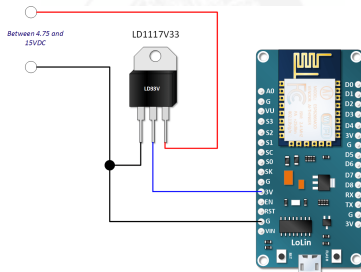 Between 4.75 and
15VDC
LD1117V33
LD33V
A0
G
VU
S3
S2
S1
SC
S0
SK
G
3V
EN
RST
G
VIN
D0
D1
D2
D3
D4
3V
G
D5
D6
D7
D8
RX
TX
G
3V
LoLin